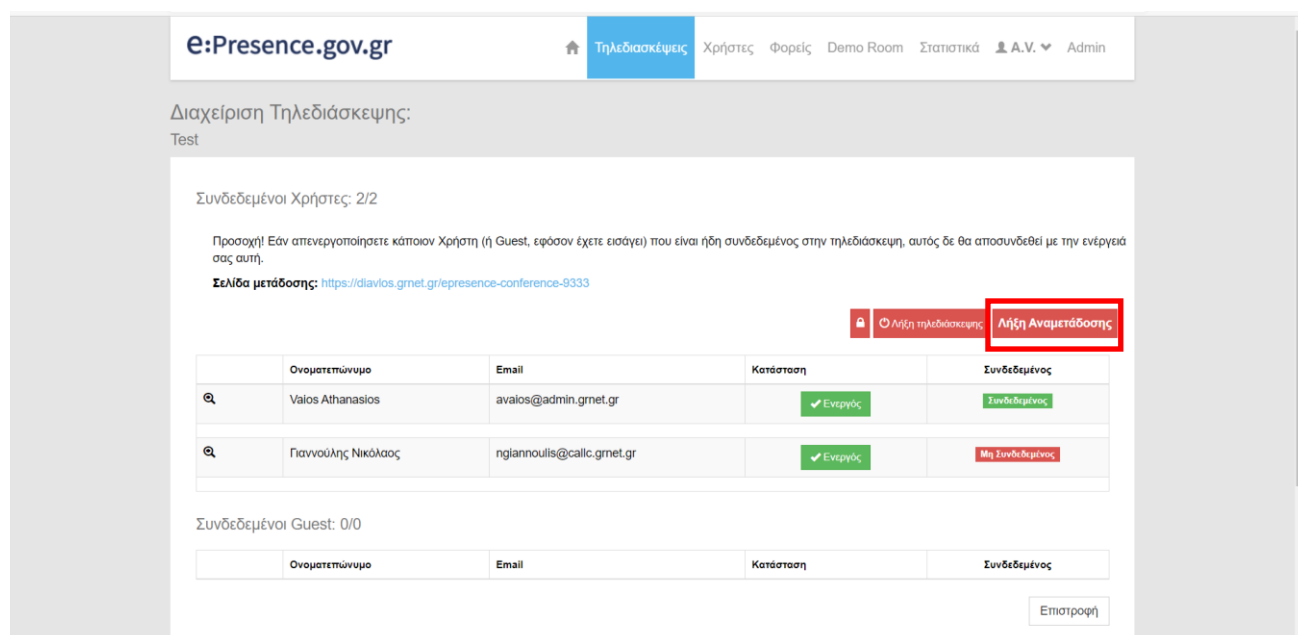 e:Presence.gov.gr
Τηλεδιασκέψεις Χρήστες Φορείς Demo Room Στατιστικά A.V. Admin
Διαχείριση Τηλεδιάσκεψης:
Test
Συνδεδεμένοι Χρήστες: 2/2
Προσοχή! Εάν απενεργοποίησετε κάποιον Χρήστη (ή Guest, εφόσον έχετε εισάγει) που είναι ήδη συνδεδεμένος στην τηλεδιάσκεψη, αυτός δε θα αποσυνδεθεί με την ενέργειά
σας αυτή.
Σελίδα μετάδοσης: https://diavlos.grnet.gr/epresence-conference-9333
Λήξη τηλεδιάσκεψης Λήξη Αναμετάδοσης
Ονοματεπώνυμο Email Κατάσταση Συνδεδεμένος
Vaios Athanasios avaios@admin.grnet.gr Ενεργός Συνδεδεμένος
Γιαννούλης Νικόλαος ngiannoulis@callc.grnet.gr Ενεργός Μη Συνδεδεμένος
Συνδεδεμένοι Guest: 0/0
Ονοματεπώνυμο Email Κατάσταση Συνδεδεμένος
Επιστροφή